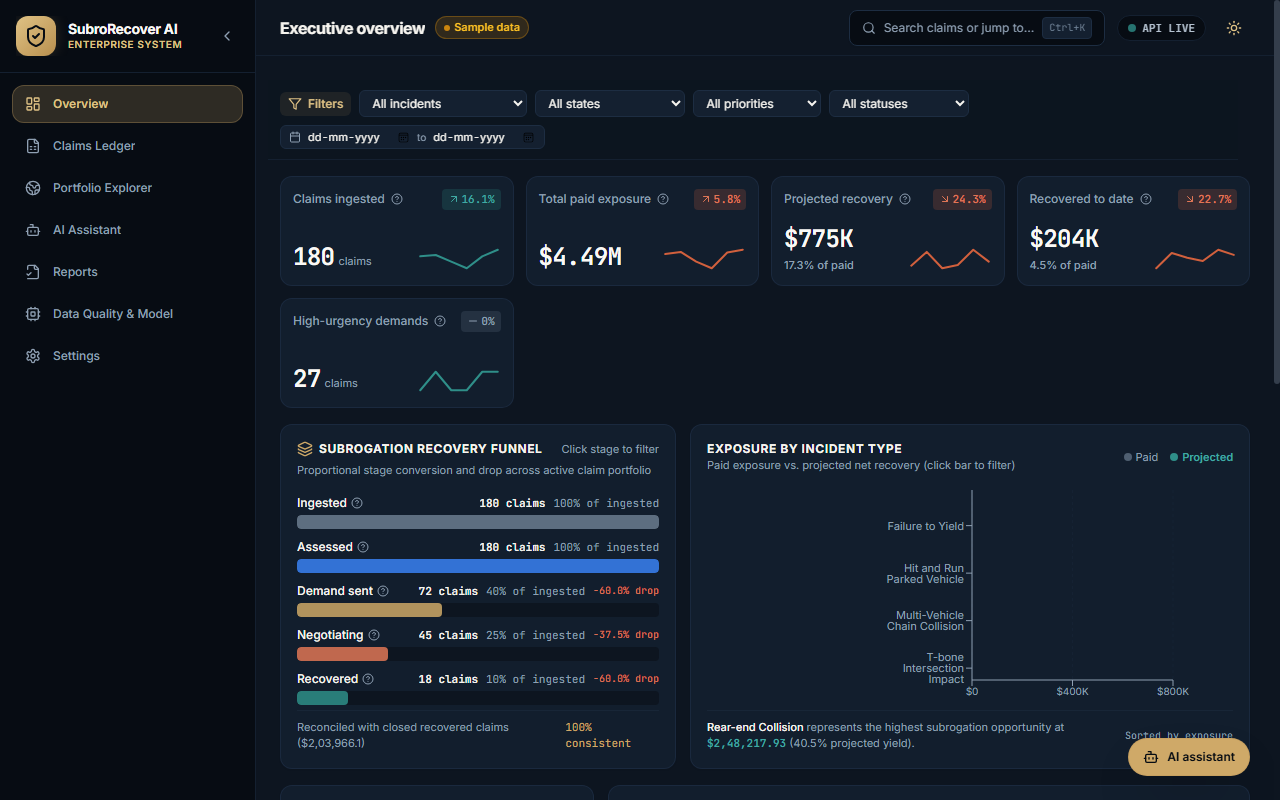 SubroRecover AI
ENTERPRISE SYSTEM
Overview
Claims Ledger
Portfolio Explorer
AI Assistant
Reports
Data Quality & Model
Settings
Executive overview
Sample data
Search claims or jump to...
Ctrl+K
API LIVE
Filters
All incidents
All states
All priorities
All statuses
dd-mm-yyyy to dd-mm-yyyy
Claims ingested
16.1%
180 claims
Total paid exposure
5.8%
$4.49M
Projected recovery
24.3%
$775K
17.3% of paid
Recovered to date
22.7%
$204K
4.5% of paid
High-urgency demands
0%
27 claims
SUBROGATION RECOVERY FUNNEL
Click stage to filter
Proportional stage conversion and drop across active claim portfolio
Ingested 180 claims 100% of ingested
Assessed 180 claims 100% of ingested
Demand sent 72 claims 40% of ingested -60.0% drop
Negotiating 45 claims 25% of ingested -37.5% drop
Recovered 18 claims 10% of ingested -60.0% drop
Reconciled with closed recovered claims
($2,03,966.1)
100%
consistent
EXPOSURE BY INCIDENT TYPE
Paid exposure vs. projected net recovery (click bar to filter)
Paid
Projected
Failure to Yield
Hit and Run
Parked Vehicle
Multi-Vehicle
Chain Collision
T-bone
Intersection
Impact
$0
$400K
$800K
Rear-end Collision represents the highest subrogation opportunity at
$2,48,217.93 (40.5% projected yield).
Sorted by exposure
AI assistant